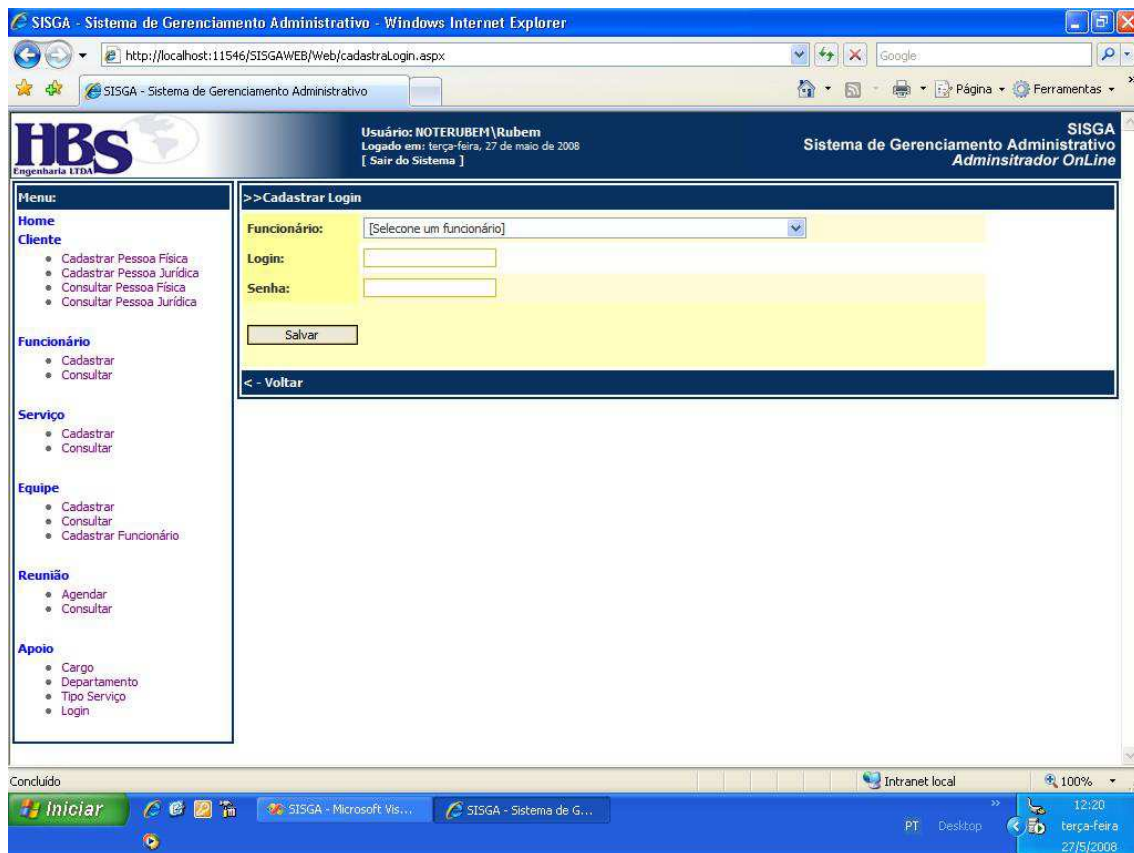 SISGA - Sistema de Gerenciamento Administrativo - Windows Internet Explorer
http://localhost:11546/SISGAWEB/Web/cadastraLogin.aspx
Google
SISGA - Sistema de Gerenciamento Administrativo
Página
Ferramentas
HBS
Engenharia LTDA
Usuário: NOTERUBEM\Rubem
Logado em: terça-feira, 27 de maio de 2008
[ Sair do Sistema ]
SISGA
Sistema de Gerenciamento Administrativo
Adminsitrador OnLine
Menu:
Home
Cliente
Cadastrar Pessoa Física
Cadastrar Pessoa Jurídica
Consultar Pessoa Física
Consultar Pessoa Jurídica
Funcionário
Cadastrar
Consultar
Serviço
Cadastrar
Consultar
Equipe
Cadastrar
Consultar
Cadastrar Funcionário
Reunião
Agendar
Consultar
Apoio
Cargo
Departamento
Tipo Serviço
Login
>>Cadastrar Login
Funcionário: [Selecone um funcionário]
Login:
Senha:
Salvar
< - Voltar
Concluído
Intranet local
100%
Iniciar
SISGA - Microsoft Vis...
SISGA - Sistema de G...
PT
Desktop
12:20
terça-feira
27/5/2008